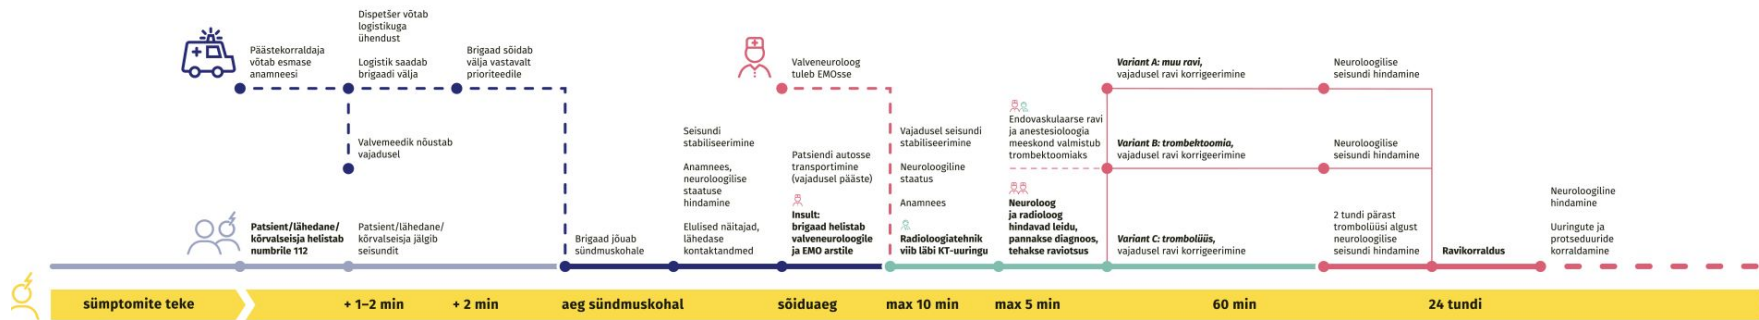 Päästekorraldaja
võtab esmase
anamneesi
Dispetšer võtab
logistikuga
ühendust
Logistik saadab
brigaadi välja
Brigaad sõidab
välja vastavalt
prioriteedile
Valvemeedik nõustab
vajadusel
Patsient/lähedane/
kõrvalseisja helistab
numbrile 112
Patsient/lähedane/
kõrvalseisja jälgib
seisundit
Brigaad jõuab
sündmuskohale
Seisundi
stabiliseerimine
Anamnees,
neuroloogilise
staatuse
hindamine
Elulised näitajad,
lähedase
kontaktandmed
Valveneuroloog
tuleb EMOsse
Patsiendi autosse
transportimine
(vajadusel pääste)
Insult:
brigaad helistab
valveneuroloogile
ja EMO arstile
Vajadusel seisundi
stabiliseerimine
Neuroloogiline
staatus
Anamnees
Radioloogiatehnik
viib läbi KT-uuringu
Endovaskulaarse ravi
ja anestesioloogia
meeskond valmistub
trombektoomiaks
Neuroloog
ja radioloog
hindavad leidu,
pannakse diagnoos,
tehakse raviotsus
Variant A: muu ravi,
vajadusel ravi korrigeerimine
Variant B: trombektoomia,
vajadusel ravi korrigeerimine
Variant C: trombolüüs,
vajadusel ravi korrigeerimine
Neuroloogilise
seisundi hindamine
Neuroloogilise
seisundi hindamine
2 tundi pärast
trombolüüsi algust
neuroloogilise
seisundi hindamine
Ravikorraldus
Neuroloogiline
hindamine
Uuringute ja
protseduuride
korraldamine
sümptomite teke
+ 1–2 min
+ 2 min
aeg sündmuskohal
sõiduaeg
max 10 min
max 5 min
60 min
24 tundi